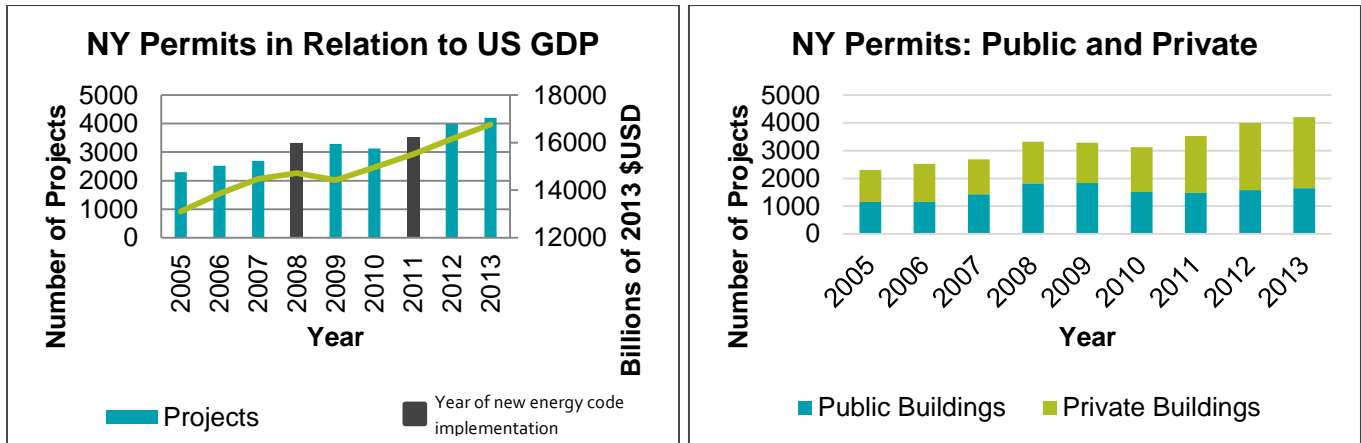 NY Permits in Relation to US GDP
Number of Projects
5000
4000
3000
2000
1000
0
18000
16000
14000
12000
Billions of 2013 $USD
2005
2006
2007
2008
2009
2010
2011
2012
2013
Year
Projects
Year of new energy code
implementation
NY Permits: Public and Private
Number of Projects
5000
4000
3000
2000
1000
0
2005
2006
2007
2008
2009
2010
2011
2012
2013
Year
Public Buildings
Private Buildings